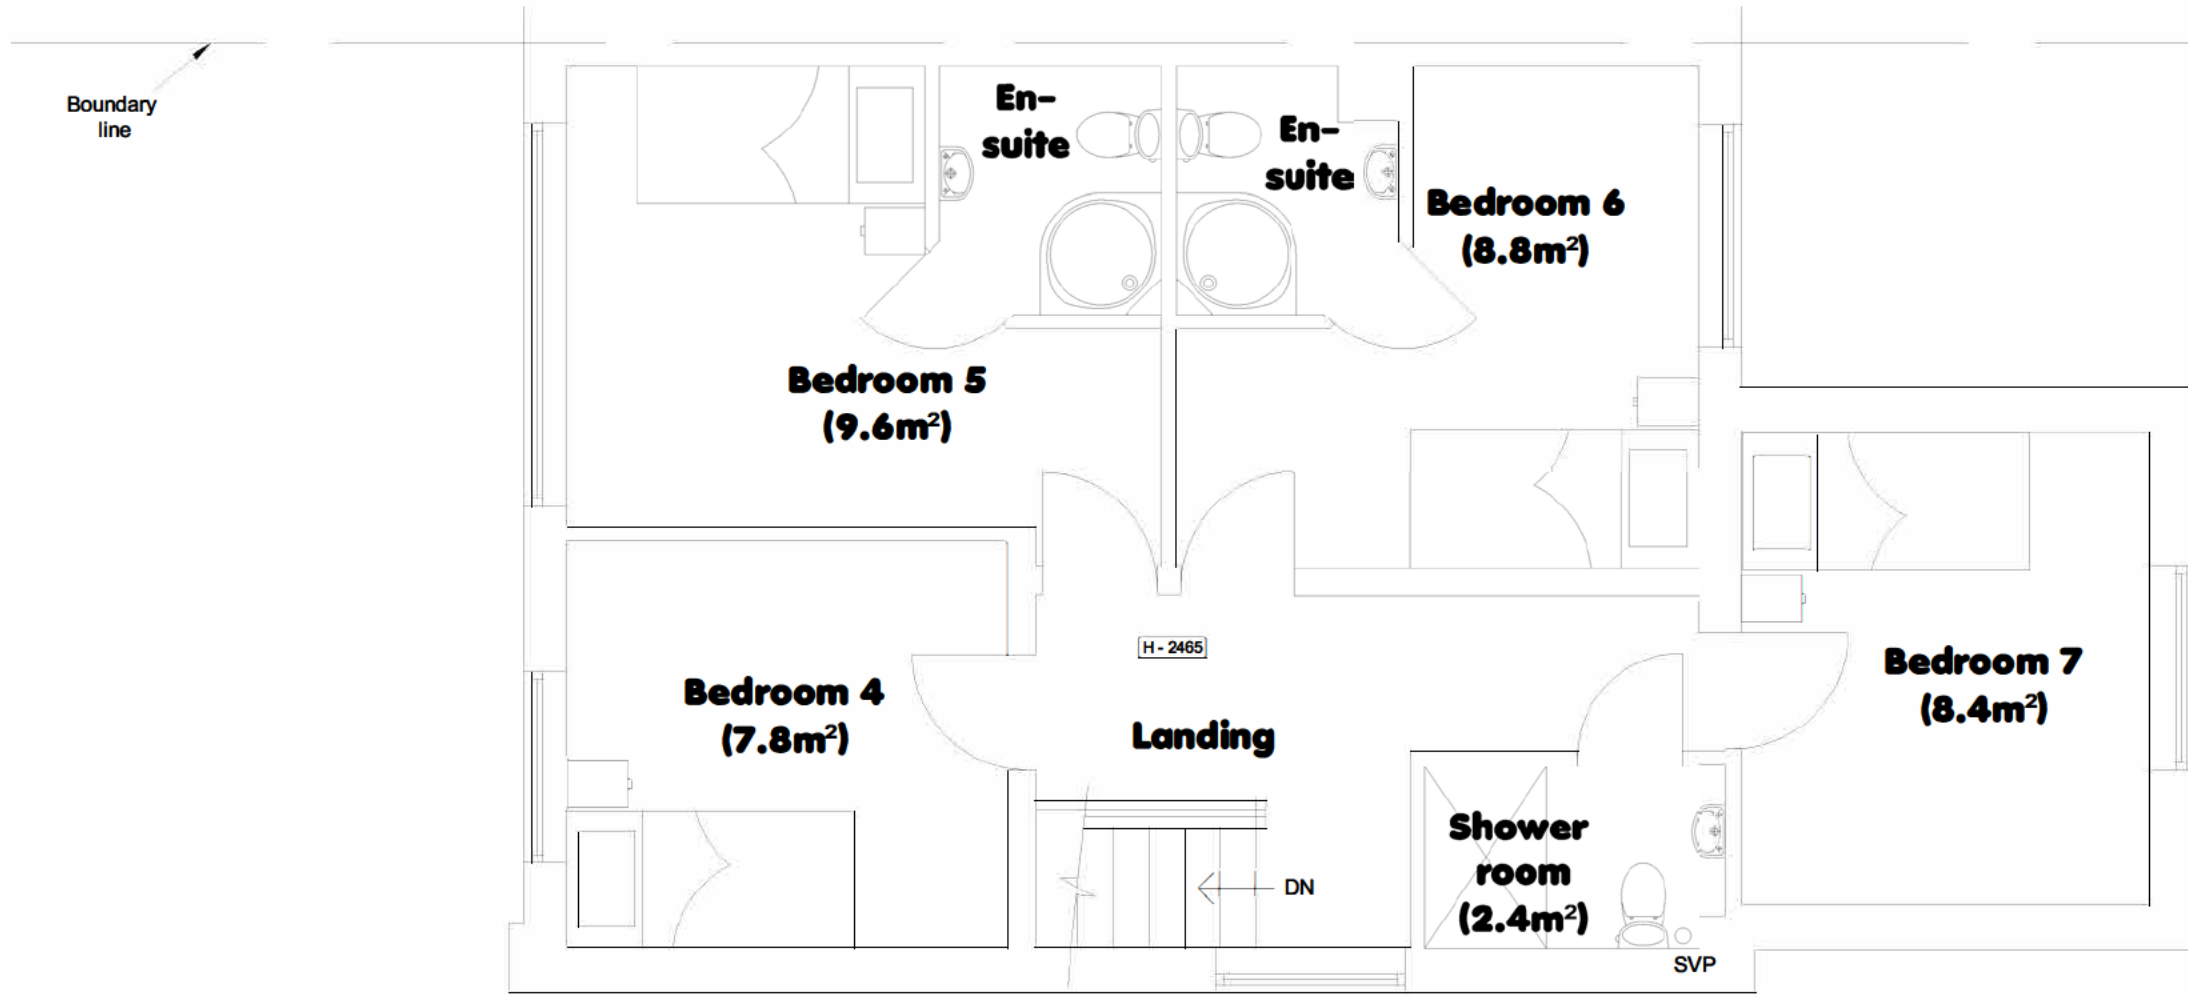 Boundary
line
En-
suite
En-
suite
Bedroom 6
(8.8m²)
Bedroom 5
(9.6m²)
H - 2465
Bedroom 4
(7.8m²)
Landing
Bedroom 7
(8.4m²)
Shower
room
(2.4m²)
DN
SVP